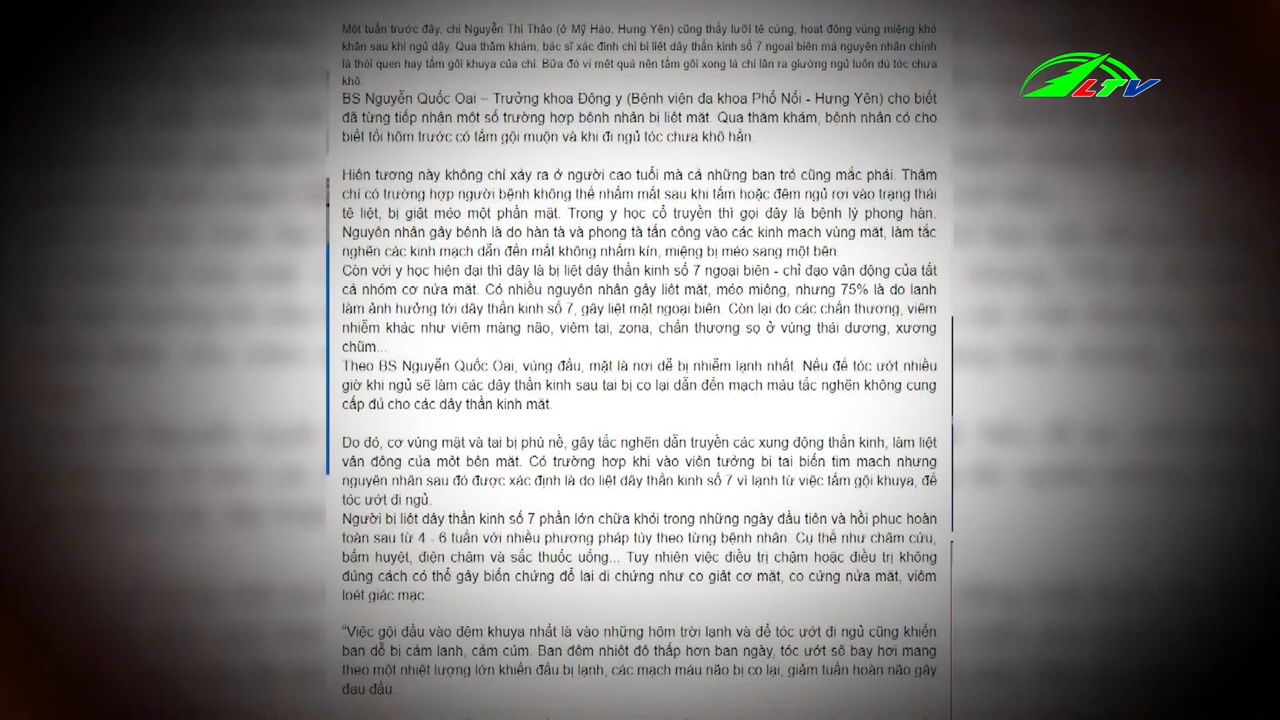 Một tuần trước đây, chị Nguyễn Thị Thảo (ở Mỹ Hào, Hưng Yên) cũng thấy lưỡi tê cứng, hoạt động vùng miệng khó
khăn sau khi ngủ dậy. Qua thăm khám, bác sĩ xác định chị bị liệt dây thần kinh số 7 ngoại biên mà nguyên nhân chính
là thói quen hay tắm gội khuya của chị. Bữa đó vì mệt quá nên tắm gội xong là chị lăn ra giường ngủ luôn dù tóc chưa
khô.
BS Nguyễn Quốc Oai – Trưởng khoa Đông y (Bệnh viện đa khoa Phố Nối - Hưng Yên) cho biết
đã từng tiếp nhận một số trường hợp bệnh nhân bị liệt mặt. Qua thăm khám, bệnh nhân có cho
biết tối hôm trước có tắm gội muộn và khi đi ngủ tóc chưa khô hẳn.
Hiện tượng này không chỉ xảy ra ở người cao tuổi mà cả những bạn trẻ cũng mắc phải. Thậm
chí có trường hợp người bệnh không thể nhắm mắt sau khi tắm hoặc đêm ngủ rơi vào trạng thái
tê liệt, bị giật méo một phần mặt. Trong y học cổ truyền thì gọi đây là bệnh lý phong hàn.
Nguyên nhân gây bệnh là do hàn tà và phong tà tấn công vào các kinh mạch vùng mặt, làm tắc
nghẽn các kinh mạch dẫn đến mắt không nhắm kín, miệng bị méo sang một bên.
Còn với y học hiện đại thì đây là bị liệt dây thần kinh số 7 ngoại biên - chỉ đạo vận động của tất
cả nhóm cơ nửa mặt. Có nhiều nguyên nhân gây liệt mặt, méo miệng, nhưng 75% là do lạnh
làm ảnh hưởng tới dây thần kinh số 7, gây liệt mặt ngoại biên. Còn lại do các chấn thương, viêm
nhiễm khác như viêm màng não, viêm tai, zona, chấn thương sọ ở vùng thái dương, xương
chũm...
Theo BS Nguyễn Quốc Oai, vùng đầu, mặt là nơi dễ bị nhiễm lạnh nhất. Nếu để tóc ướt nhiều
giờ khi ngủ sẽ làm các dây thần kinh sau tai bị co lại dẫn đến mạch máu tắc nghẽn không cung
cấp đủ cho các dây thần kinh mặt.
Do đó, cơ vùng mặt và tai bị phù nề, gây tắc nghẽn dẫn truyền các xung động thần kinh, làm liệt
vận động của một bên mặt. Có trường hợp khi vào viện tưởng bị tai biến tim mạch nhưng
nguyên nhân sau đó được xác định là do liệt dây thần kinh số 7 vì lạnh từ việc tắm gội khuya, để
tóc ướt đi ngủ.
Người bị liệt dây thần kinh số 7 phần lớn chữa khỏi trong những ngày đầu tiên và hồi phục hoàn
toàn sau từ 4 - 6 tuần với nhiều phương pháp tùy theo từng bệnh nhân. Cụ thể như châm cứu,
bấm huyệt, điện châm và sắc thuốc uống... Tuy nhiên việc điều trị chậm hoặc điều trị không
đúng cách có thể gây biến chứng để lại di chứng như co giật cơ mặt, co cứng nửa mặt, viêm
loét giác mạc.
“Việc gội đầu vào đêm khuya nhất là vào những hôm trời lạnh và để tóc ướt đi ngủ cũng khiến
bạn dễ bị cảm lạnh, cảm cúm. Ban đêm nhiệt độ thấp hơn ban ngày, tóc ướt sẽ bay hơi mang
theo một nhiệt lượng lớn khiến đầu bị lạnh, các mạch máu não bị co lại, giảm tuần hoàn não gây
đau đầu.
LTV